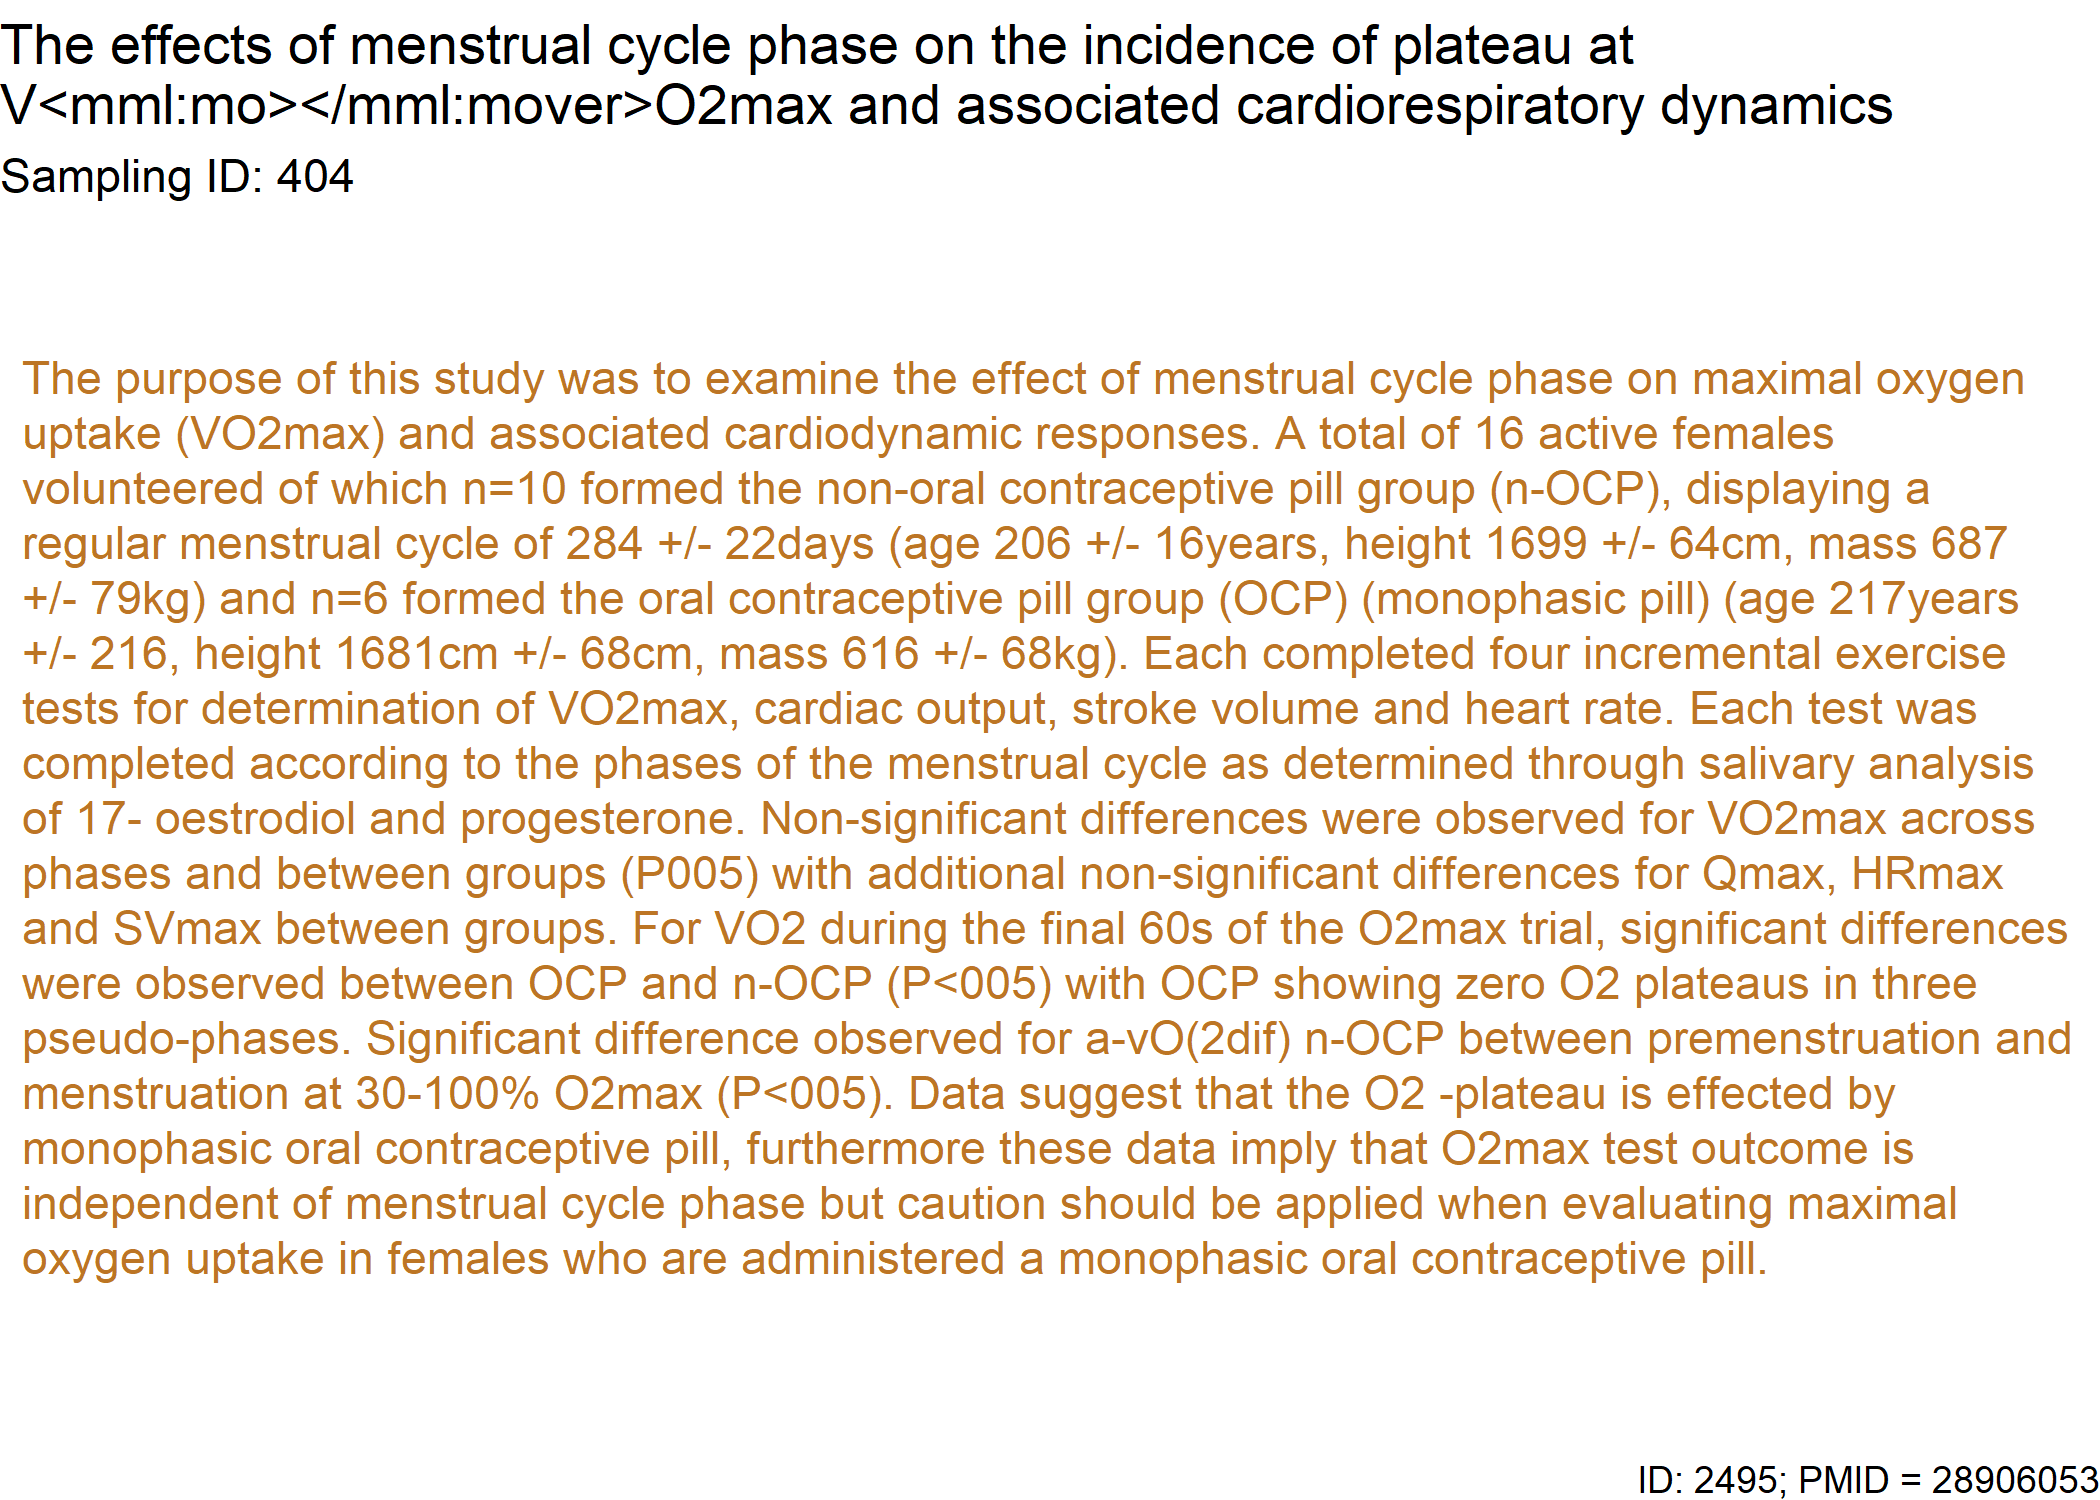 The effects of menstrual cycle phase on the incidence of plateau at
V<mml:mo></mml:mover>O2max and associated cardiorespiratory dynamics
Sampling ID: 404
The purpose of this study was to examine the effect of menstrual cycle phase on maximal oxygen
uptake (VO2max) and associated cardiodynamic responses. A total of 16 active females
volunteered of which n=10 formed the non-oral contraceptive pill group (n-OCP), displaying a
regular menstrual cycle of 284 +/- 22days (age 206 +/- 16years, height 1699 +/- 64cm, mass 687
+/- 79kg) and n=6 formed the oral contraceptive pill group (OCP) (monophasic pill) (age 217years
+/- 216, height 1681cm +/- 68cm, mass 616 +/- 68kg). Each completed four incremental exercise
tests for determination of VO2max, cardiac output, stroke volume and heart rate. Each test was
completed according to the phases of the menstrual cycle as determined through salivary analysis
of 17- oestrodiol and progesterone. Non-significant differences were observed for VO2max across
phases and between groups (P005) with additional non-significant differences for Qmax, HRmax
and SVmax between groups. For VO2 during the final 60s of the O2max trial, significant differences
were observed between OCP and n-OCP (P<005) with OCP showing zero O2 plateaus in three
pseudo-phases. Significant difference observed for a-vO(2dif) n-OCP between premenstruation and
menstruation at 30-100% O2max (P<005). Data suggest that the O2 -plateau is effected by
monophasic oral contraceptive pill, furthermore these data imply that O2max test outcome is
independent of menstrual cycle phase but caution should be applied when evaluating maximal
oxygen uptake in females who are administered a monophasic oral contraceptive pill.
ID: 2495; PMID = 28906053